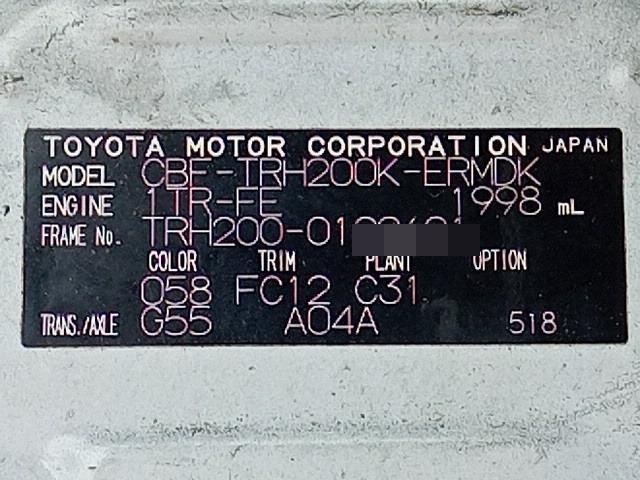 TOYOTA MOTOR CORPORATION JAPAN
MODEL CBF-TRH200K-ERMDK
ENGINE 1TR-FE 1998 mL
FRAME No. TRH200-01
COLOR TRIM PLANT OPTION
058 FC12 C31
TRANS./AXLE G55 A04A 518